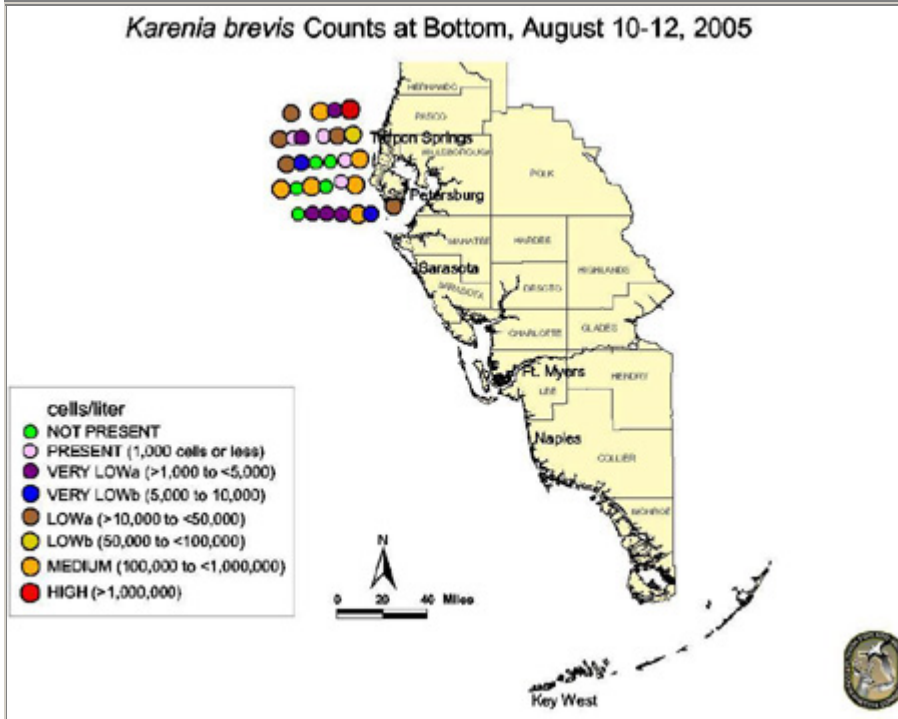 Karenia brevis Counts at Bottom, August 10-12, 2005
HERNANDO
PASCO
Tarpon Springs
HILLSBOROUGH
POLK
St. Petersburg
MANATEE
HARDEE
HIGHLANDS
Sarasota
SARASOTA
DESOTO
CHARLOTTE
GLADES
Ft. Myers
HENDRY
LEE
Naples
COLLIER
MONROE
cells/liter
NOT PRESENT
PRESENT (1,000 cells or less)
VERY LOWa (>1,000 to <5,000)
VERY LOWb (5,000 to 10,000)
LOWa (>10,000 to <50,000)
LOWb (50,000 to <100,000)
MEDIUM (100,000 to <1,000,000)
HIGH (>1,000,000)
N
0 20 40 Miles
Key West